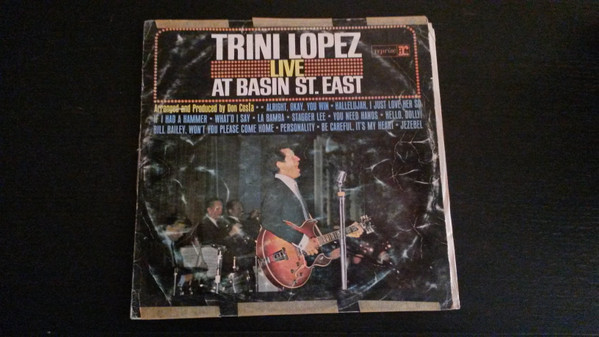 TRINI LOPEZ
reprise
LIVE
AT BASIN ST. EAST
Arranged and Produced by Don Costa • • ALRIGHT, OKAY, YOU WIN • HALLELUJAH, I JUST LOVE HER SO
I HAD A HAMMER • WHAT'D I SAY • LA BAMBA • STAGGER LEE • YOU NEED HANDS • HELLO, DOLLY!
BILL BAILEY, WON'T YOU PLEASE COME HOME • PERSONALITY • BE CAREFUL, IT'S MY HEART • JEZEBEL